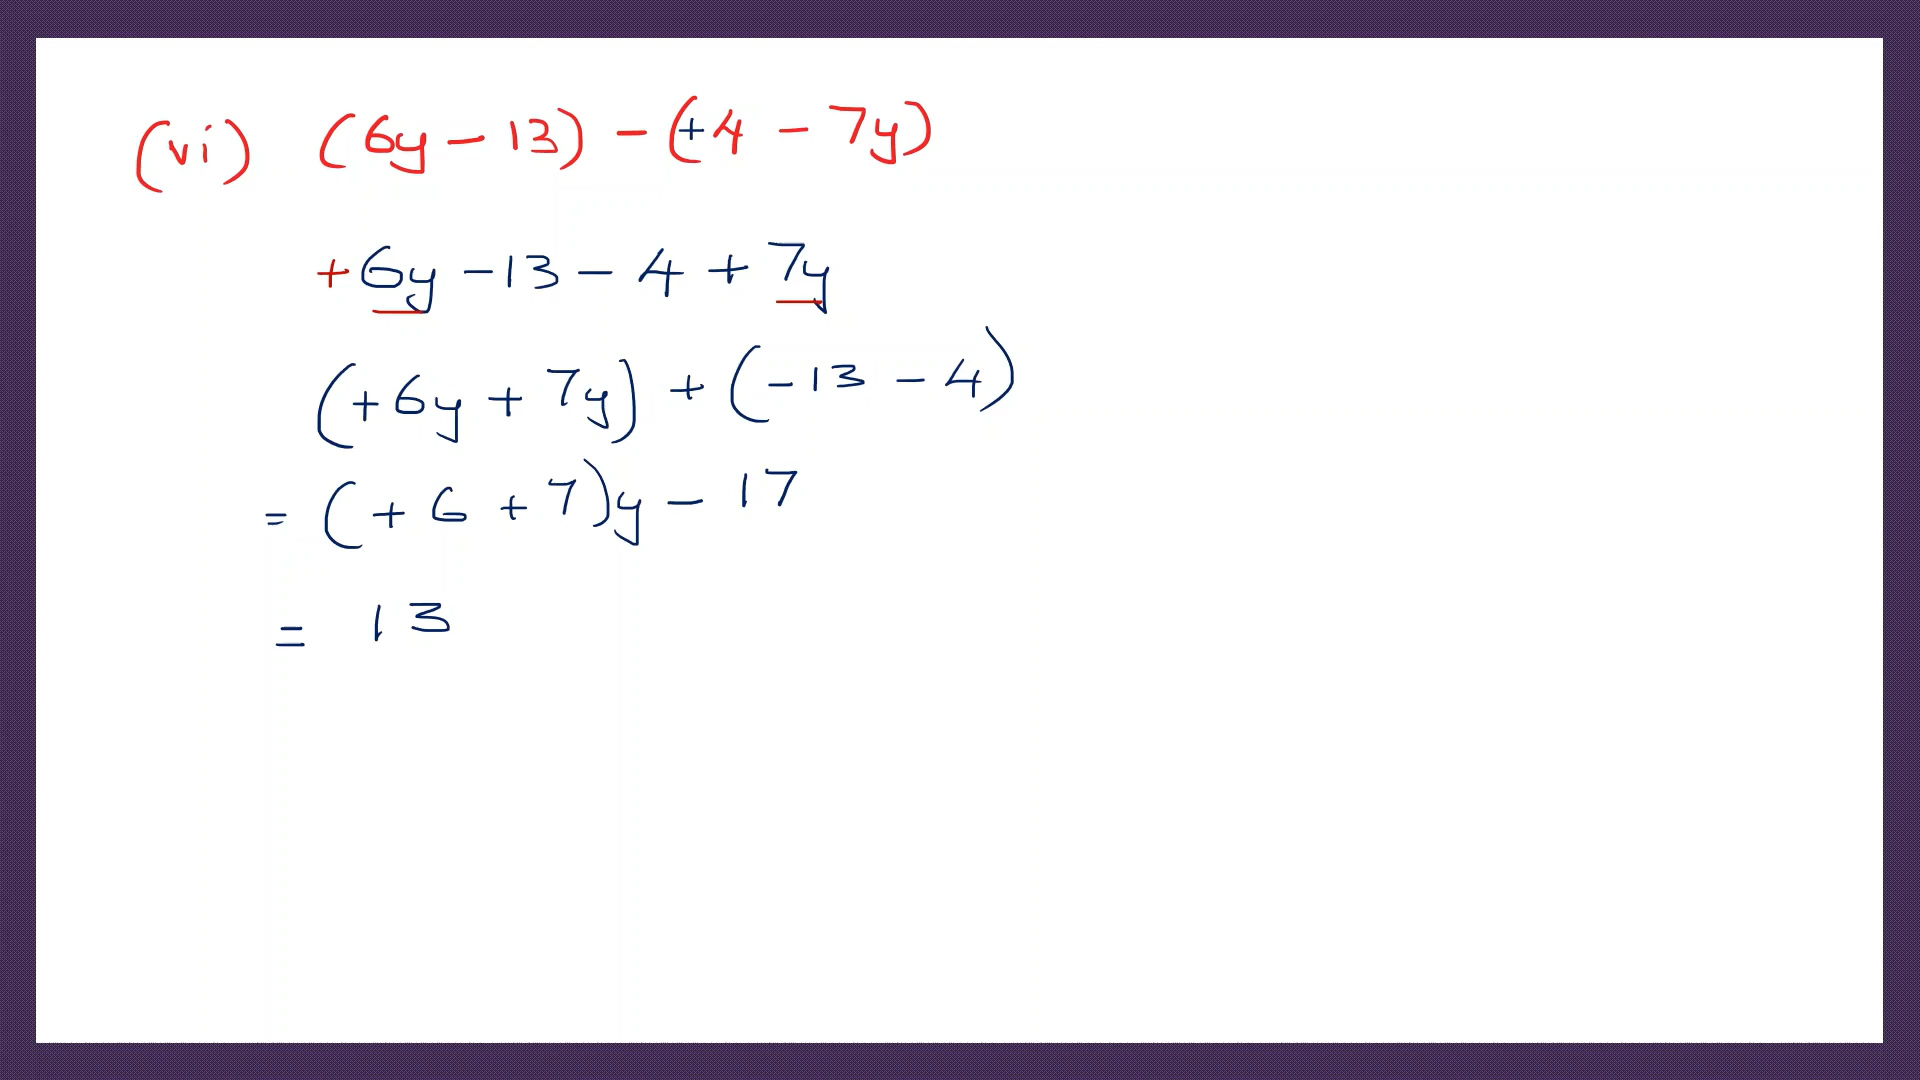 (vi) (6y - 13) - (+4 - 7y)
+6y - 13 - 4 + 7y
(+6y + 7y) + (-13 - 4)
= (+6 + 7)y - 17
= 13